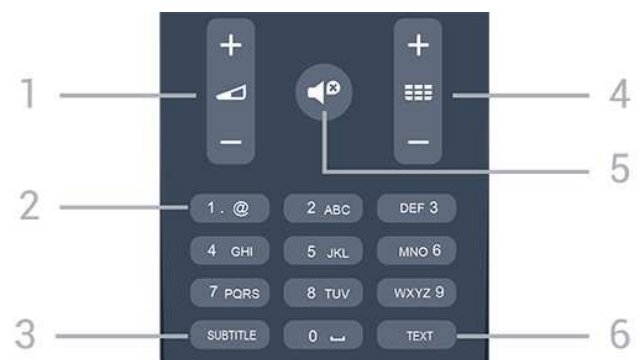 + +
1 4
− −
5
2 1 . @ 2 ABC DEF 3
4 GHI 5 JKL MNO 6
7 PQRS 8 TUV WXYZ 9
3 SUBTITLE 0 ⎵ TEXT 6